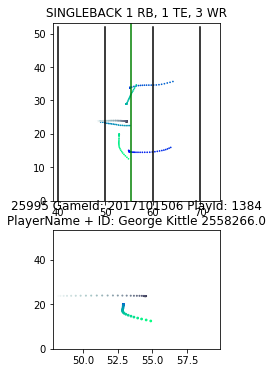 SINGLEBACK 1 RB, 1 TE, 3 WR
50
40
30
20
10
0
40 50 60 70
25995 GameId: 2017101506 PlayId: 1384
PlayerName + ID: George Kittle 2558266.0
40
20
0
50.0 52.5 55.0 57.5